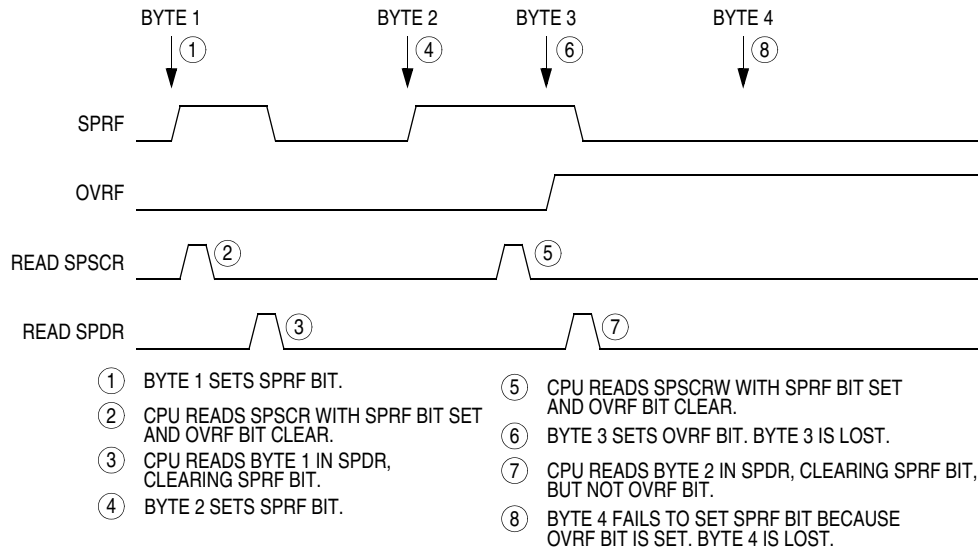 BYTE 1 BYTE 2 BYTE 3 BYTE 4
1 4 6 8
SPRF
OVRF
READ SPSCR 2 5
READ SPDR 3 7
1 BYTE 1 SETS SPRF BIT.
2 CPU READS SPSCR WITH SPRF BIT SET
AND OVRF BIT CLEAR.
3 CPU READS BYTE 1 IN SPDR,
CLEARING SPRF BIT.
4 BYTE 2 SETS SPRF BIT.
5 CPU READS SPSCRW WITH SPRF BIT SET
AND OVRF BIT CLEAR.
6 BYTE 3 SETS OVRF BIT. BYTE 3 IS LOST.
7 CPU READS BYTE 2 IN SPDR, CLEARING SPRF BIT,
BUT NOT OVRF BIT.
8 BYTE 4 FAILS TO SET SPRF BIT BECAUSE
OVRF BIT IS SET. BYTE 4 IS LOST.